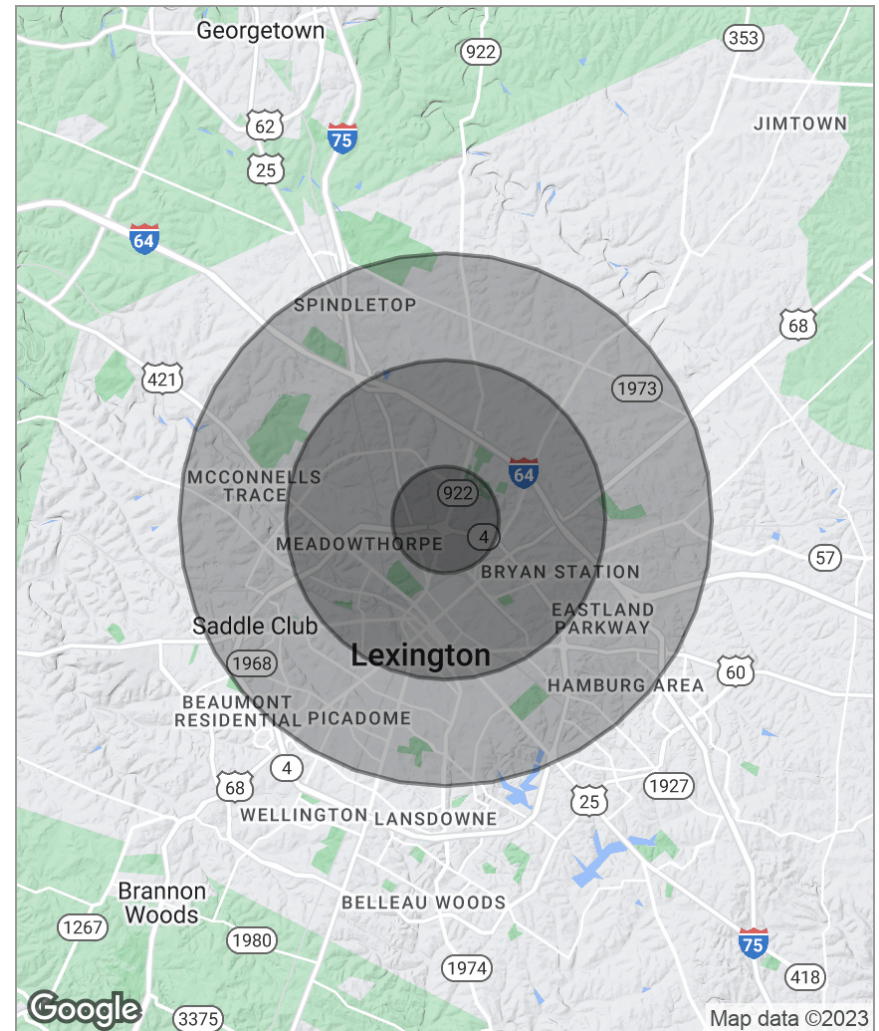 Georgetown
922
353
62
75
JIMTOWN
25
64
SPINDLETOP
68
421
1973
MCCONNELLS
TRACE
64
922
MEADOWTHORPE
4
57
BRYAN STATION
EASTLAND
PARKWAY
Saddle Club
Lexington
1968
60
HAMBURG AREA
BEAUMONT
RESIDENTIAL
PICADOME
4
68
1927
25
WELLINGTON
LANSDOWNE
Brannon
Woods
BELLEAU WOODS
1267
1980
75
1974
418
Google
3375
Map data ©2023